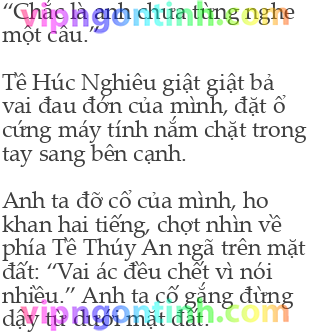 “Chắc là anh chưa từng nghe
một câu.”
Tề Húc Nghiêu giật giật bả
vai đau đớn của mình, đặt ổ
cứng máy tính nắm chặt trong
tay sang bên cạnh.
Anh ta đỡ cổ của mình, ho
khan hai tiếng, chợt nhìn về
phía Tề Thúy An ngã trên mặt
đất: “Vai ác đều chết vì nói
nhiều.” Anh ta cố gắng đừng
dậy từ dưới mặt đất.
vipngontinh.com
vipngontinh.com